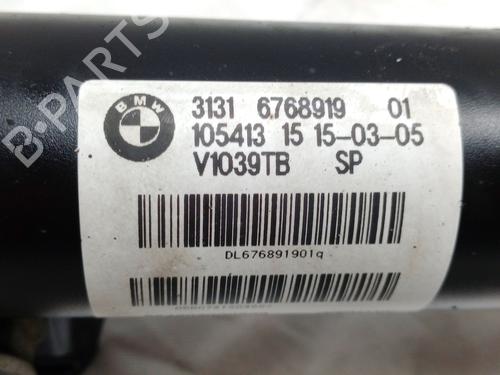 B-PARTS
BMW
3131 6768919 01
105413 15 15-03-05
V1039TB SP
DL676891901q